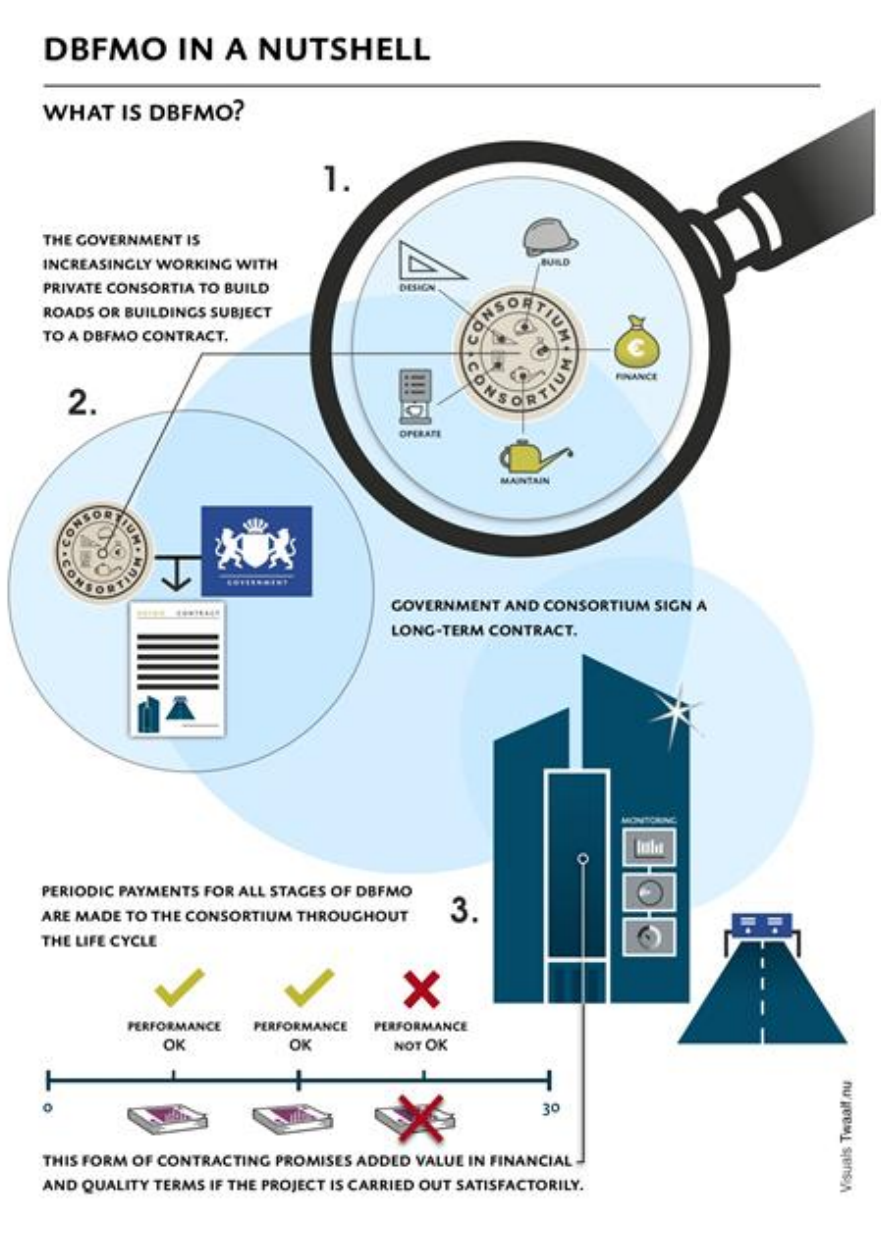 DBFMO IN A NUTSHELL
WHAT IS DBFMO?
1.
THE GOVERNMENT IS
INCREASINGLY WORKING WITH
PRIVATE CONSORTIA TO BUILD
ROADS OR BUILDINGS SUBJECT
TO A DBFMO CONTRACT.
BUILD
DESIGN
CONSORTIUM
CONSORTIUM
€
FINANCE
OPERATE
MAINTAIN
2.
CONSORTIUM
CONSORTIUM
GOVERNMENT
DBFMO CONTRACT
GOVERNMENT AND CONSORTIUM SIGN A
LONG-TERM CONTRACT.
MONITORING
3.
PERIODIC PAYMENTS FOR ALL STAGES OF DBFMO
ARE MADE TO THE CONSORTIUM THROUGHOUT
THE LIFE CYCLE
PERFORMANCE
OK
PERFORMANCE
OK
PERFORMANCE
NOT OK
0
30
THIS FORM OF CONTRACTING PROMISES ADDED VALUE IN FINANCIAL
AND QUALITY TERMS IF THE PROJECT IS CARRIED OUT SATISFACTORILY.
Visuals Twaalf.nu